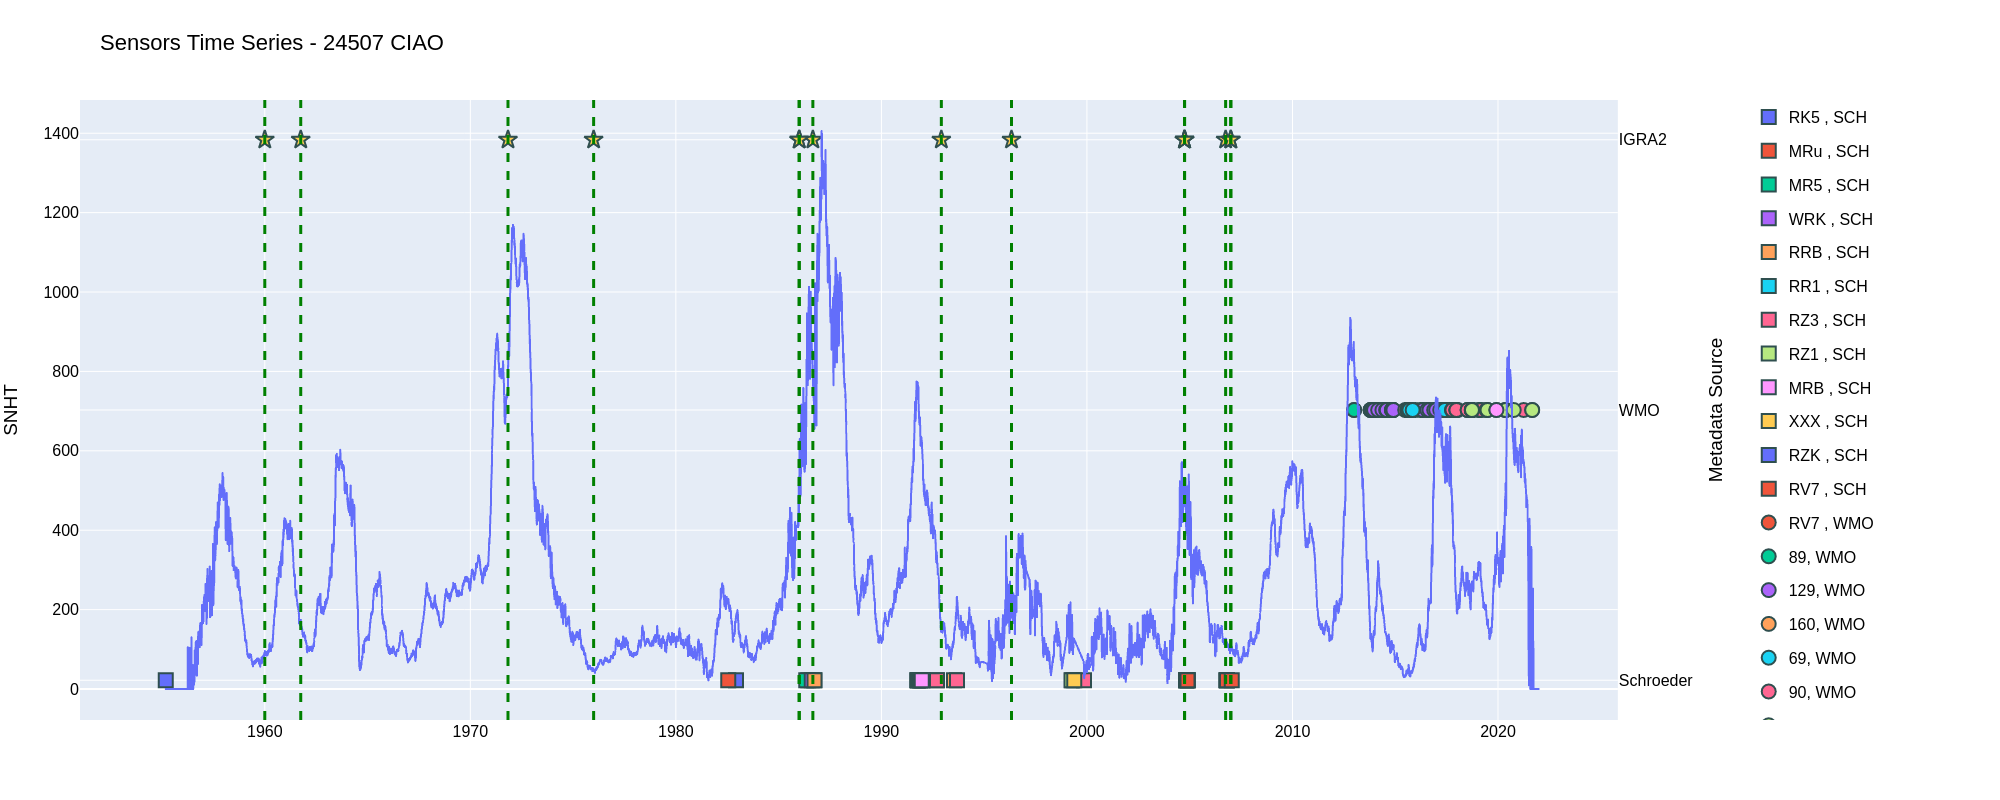 Sensors Time Series - 24507 CIAO
SNHT
1400
1200
1000
800
600
400
200
0
1960
1970
1980
1990
2000
2010
2020
IGRA2
WMO
Schroeder
Metadata Source
RK5 , SCH
MRu , SCH
MR5 , SCH
WRK , SCH
RRB , SCH
RR1 , SCH
RZ3 , SCH
RZ1 , SCH
MRB , SCH
XXX , SCH
RZK , SCH
RV7 , SCH
RV7 , WMO
89, WMO
129, WMO
160, WMO
69, WMO
90, WMO